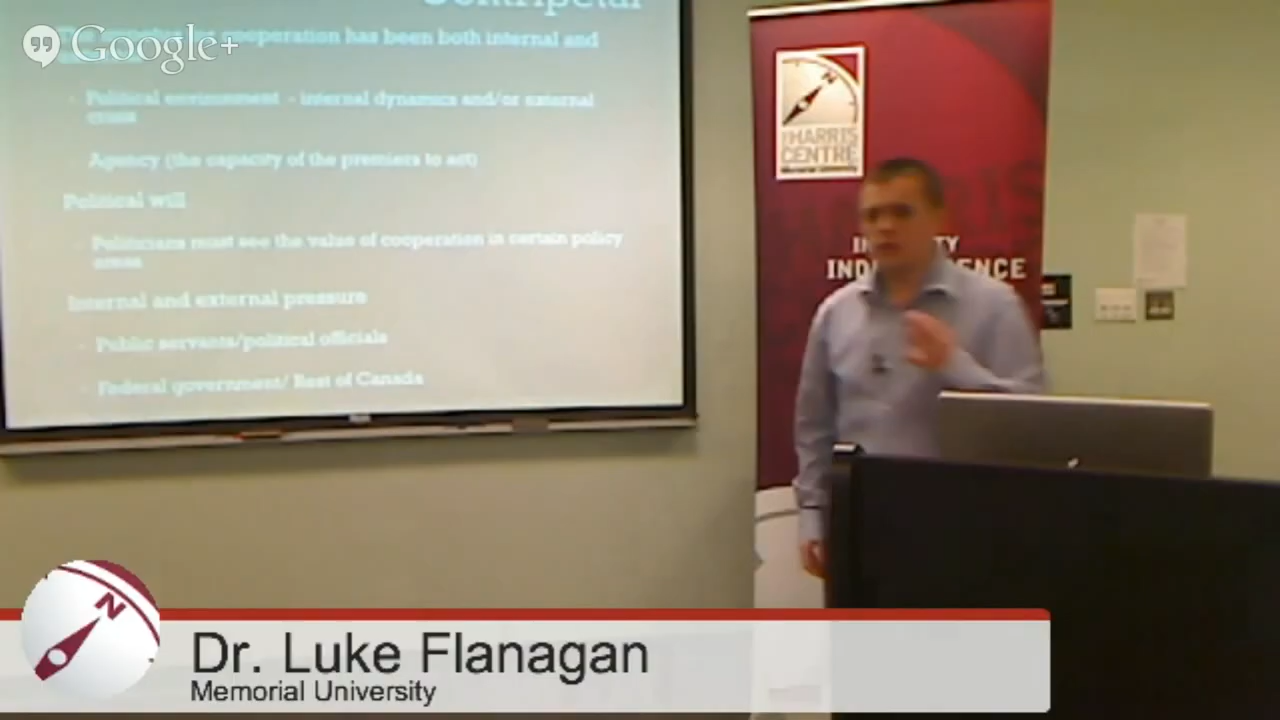 Google+
Centripetal
cooperation has been both internal and
- Political environment - internal dynamics and/or external
crisis
Agency (the capacity of the premiers to act)
Political will
- Politicians must see the value of cooperation in certain policy
areas
Internal and external pressure
- Public servants/political officials
- Federal government/ Rest of Canada
THE HARRIS
CENTRE
Memorial University
N
Dr. Luke Flanagan
Memorial University